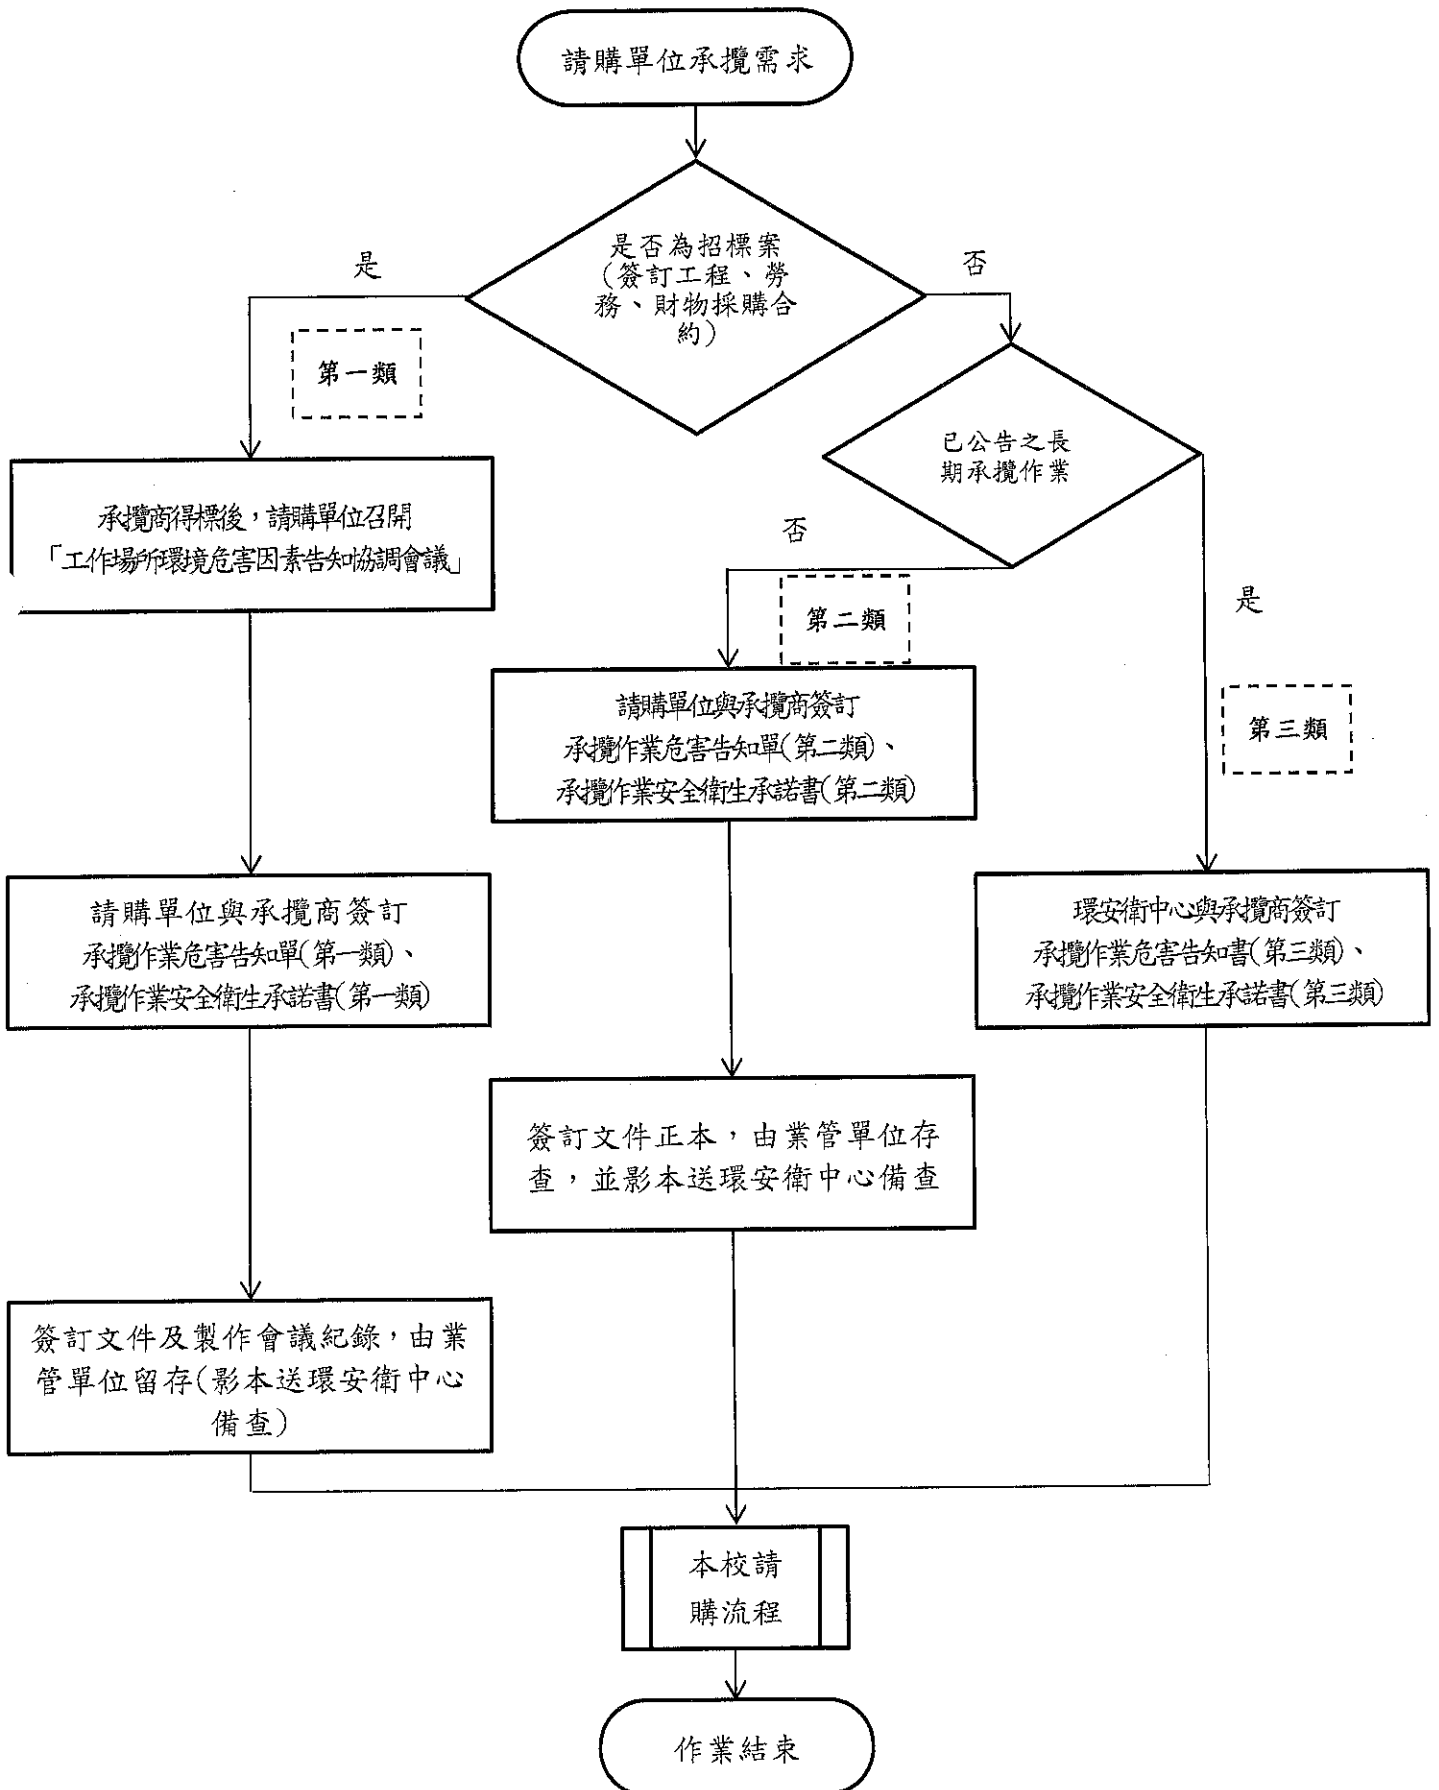 請購單位承攬需求
是否為招標案
(簽訂工程、勞
務、財物採購合
約)
是
否
第一類
已公告之長
期承攬作業
承攬商得標後，請購單位召開
「工作場所環境危害因素告知協調會議」
否
是
第二類
請購單位與承攬商簽訂
承攬作業危害告知單(第二類)、
承攬作業安全衛生承諾書(第二類)
第三類
請購單位與承攬商簽訂
承攬作業危害告知單(第一類)、
承攬作業安全衛生承諾書(第一類)
環安衛中心與承攬商簽訂
承攬作業危害告知書(第三類)、
承攬作業安全衛生承諾書(第三類)
簽訂文件正本，由業管單位存
查，並影本送環安衛中心備查
簽訂文件及製作會議紀錄，由業
管單位留存(影本送環安衛中心
備查)
本校請
購流程
作業結束